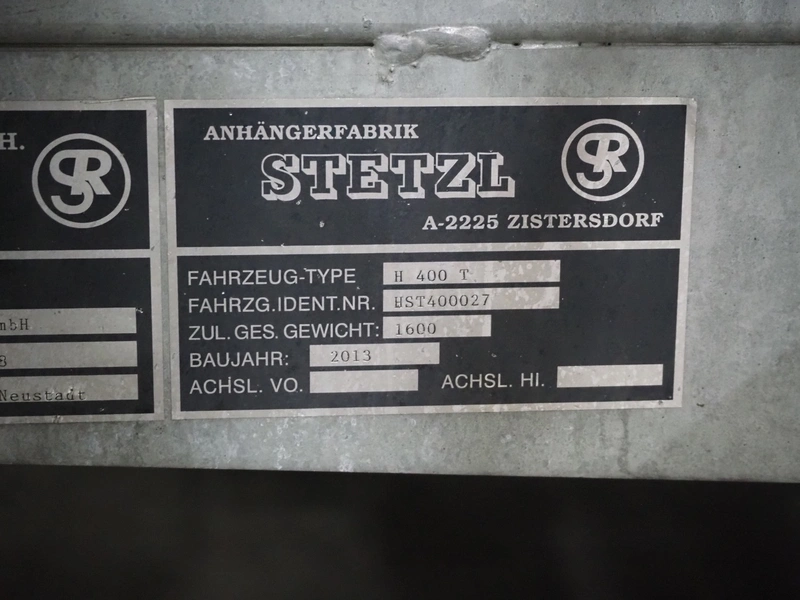 H.
mbH
8
Neustadt
ANHÄNGERFABRIK
STETZL
A-2225 ZISTERSDORF
FAHRZEUG-TYPE H 400 T
FAHRZG.IDENT.NR. HST400027
ZUL. GES. GEWICHT: 1600
BAUJAHR: 2013
ACHSL. VO. ACHSL. HI.